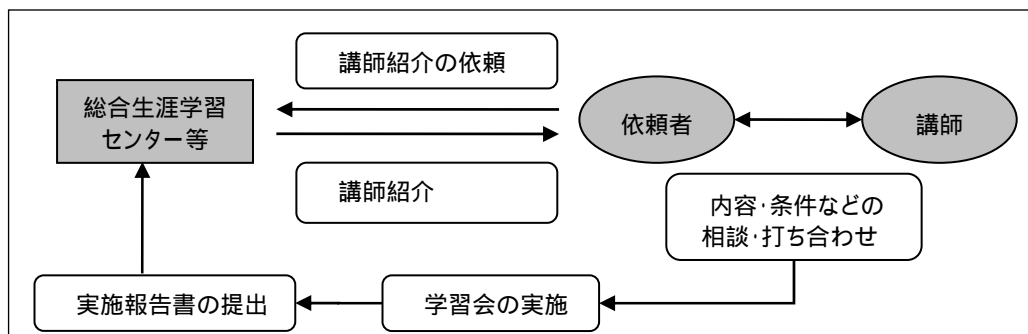 講師紹介の依頼
総合生涯学習
センター等
依頼者
講師
講師紹介
内容･条件などの
相談･打ち合わせ
実施報告書の提出
学習会の実施